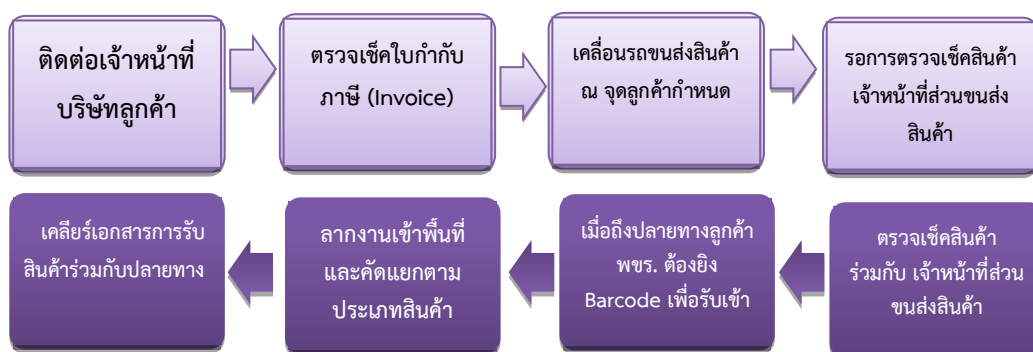 ติดต่อเจ้าหน้าที่
บริษัทลูกค้า
ตรวจเช็คใบกำกับ
ภาษี (Invoice)
เคลื่อนรถขนส่งสินค้า
ณ จุดลูกค้ากำหนด
รอการตรวจเช็คสินค้า
เจ้าหน้าที่ส่วนขนส่ง
สินค้า
ตรวจเช็คสินค้า
ร่วมกับ เจ้าหน้าที่ส่วน
ขนส่งสินค้า
เมื่อถึงปลายทางลูกค้า
พขร. ต้องยิง
Barcode เพื่อรับเข้า
ลากงานเข้าพื้นที่
และคัดแยกตาม
ประเภทสินค้า
เคลียร์เอกสารการรับ
สินค้าร่วมกับปลายทาง